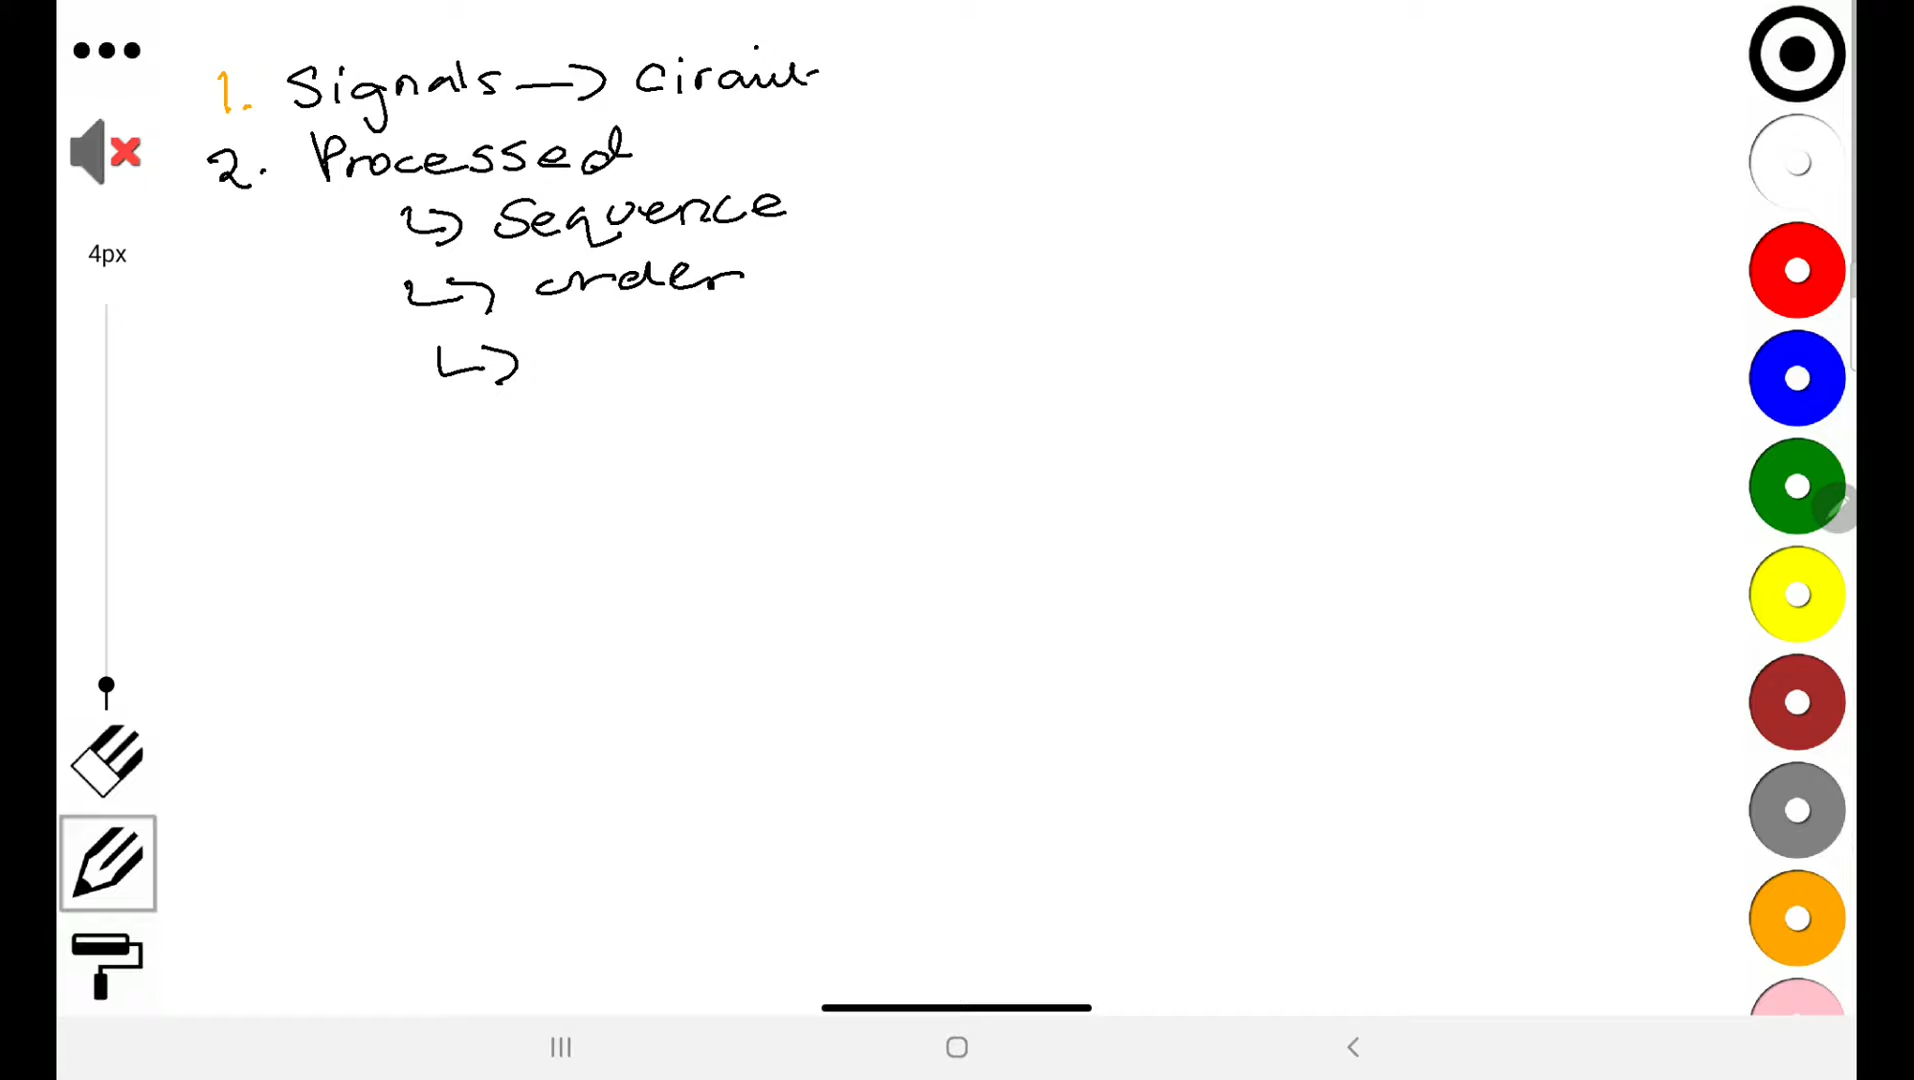 1. Signals → Circuit
2. Processed
↳ Sequence
↳ order
↳
4px